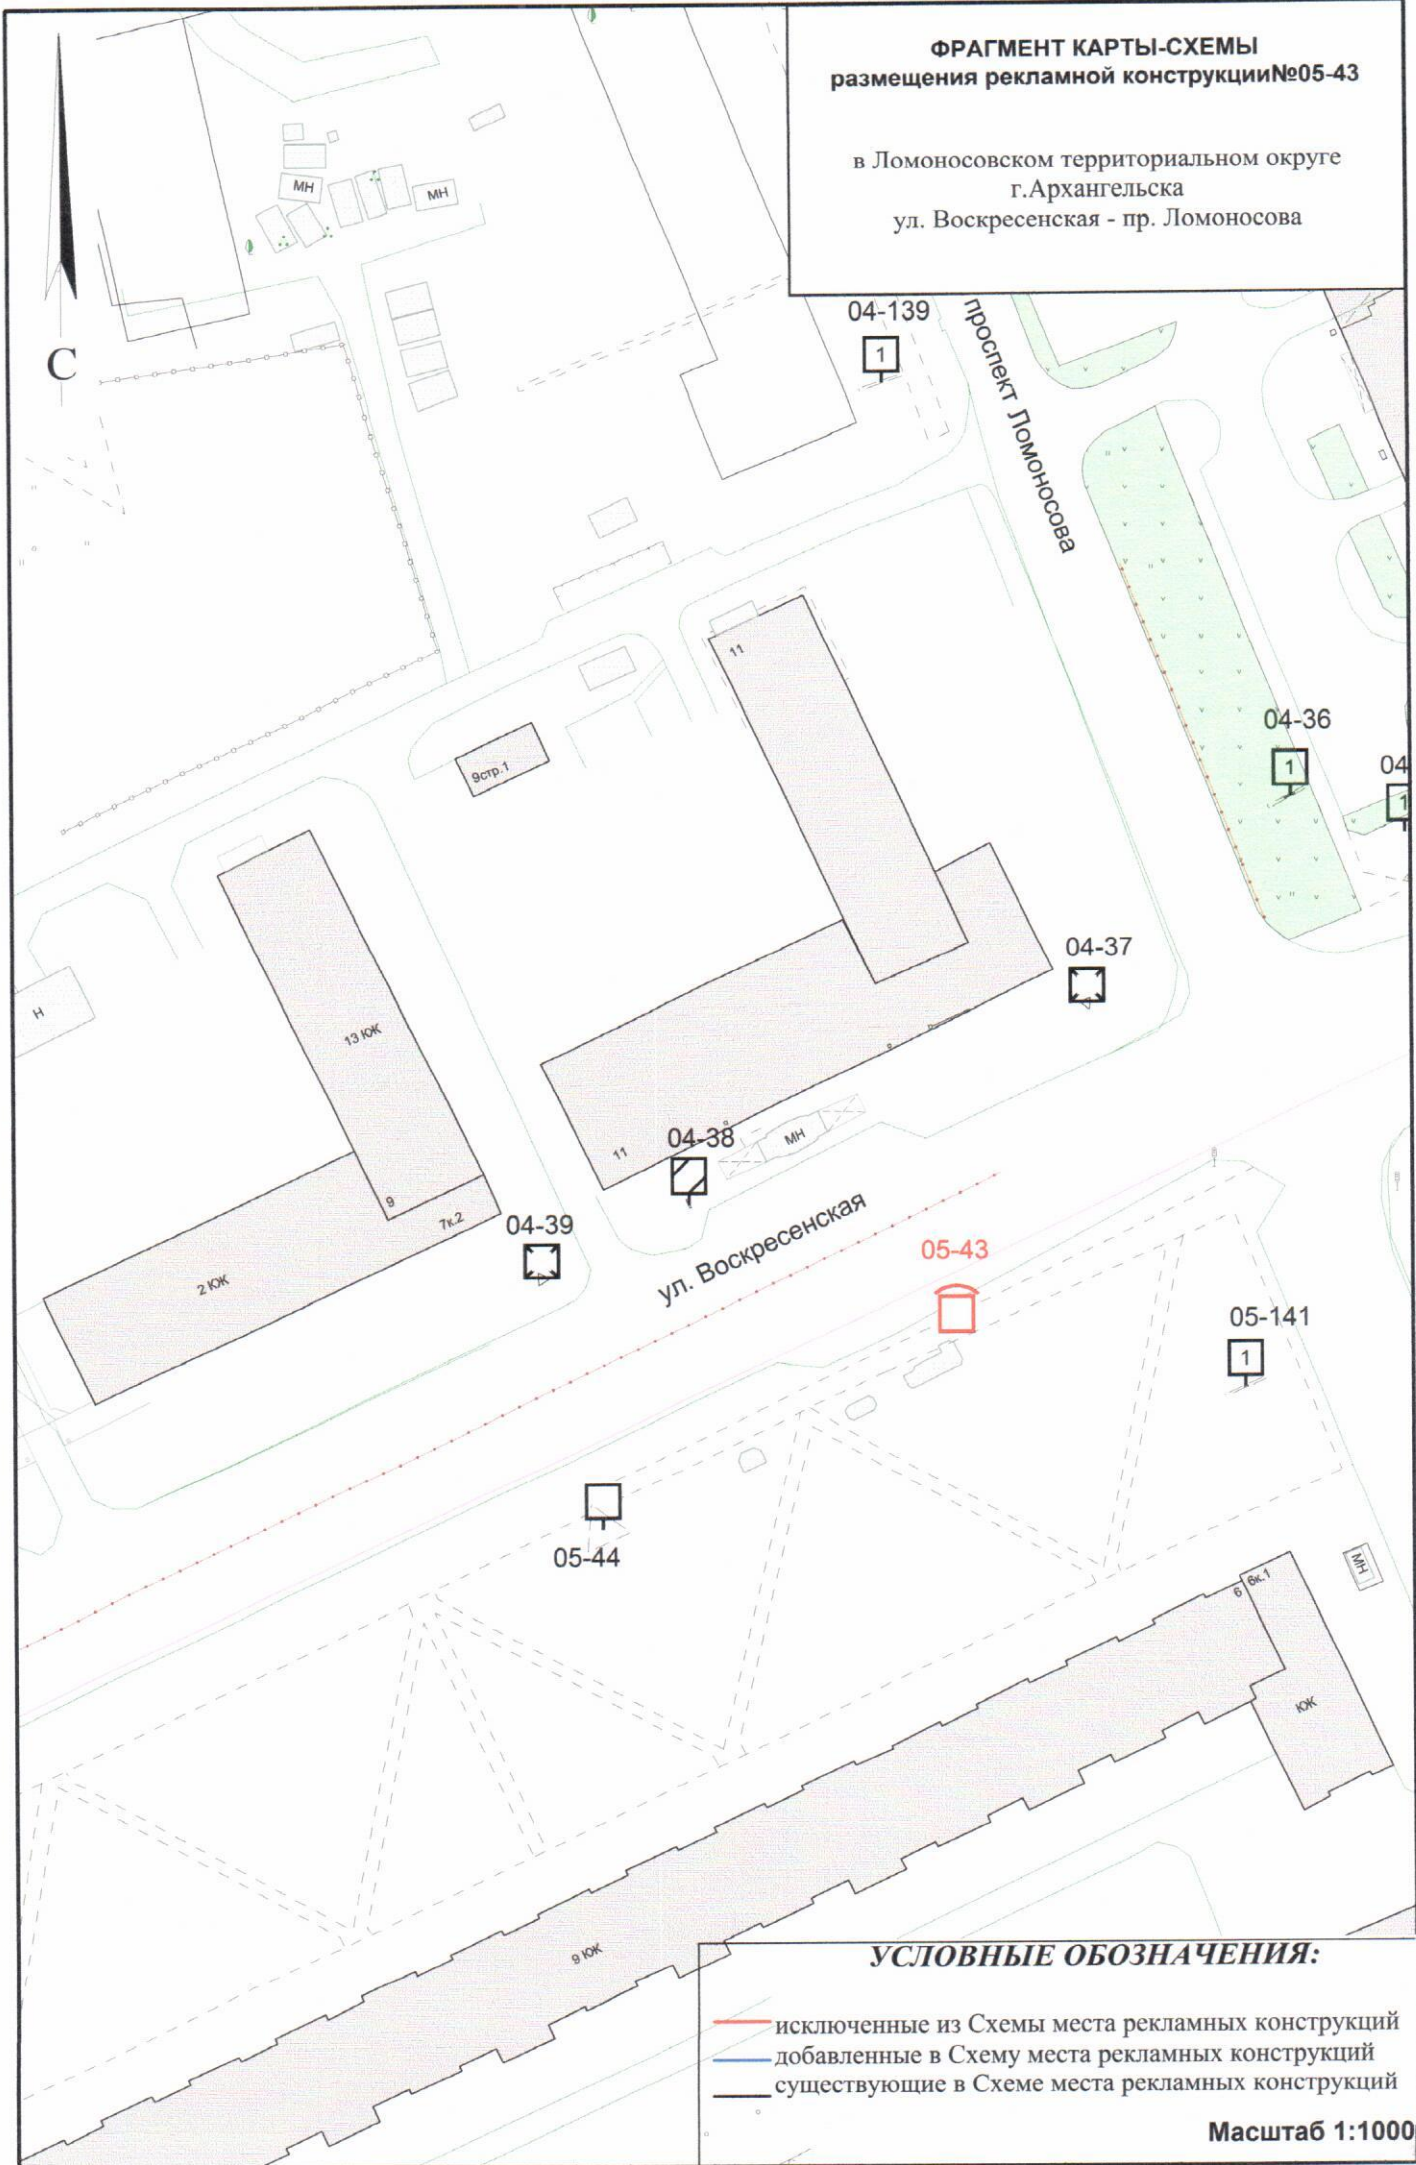 ФРАГМЕНТ КАРТЫ-СХЕМЫ
размещения рекламной конструкции№05-43
в Ломоносовском территориальном округе
г.Архангельска
ул. Воскресенская - пр. Ломоносова
С
МН
МН
04-139
1
проспект Ломоносова
11
04-36
1
04
1
9стр.1
04-37
Н
13 КЖ
11
04-38
МН
9
7к.2
04-39
2 КЖ
ул. Воскресенская
05-43
05-141
1
05-44
6
6к.1
МН
КЖ
9 КЖ
УСЛОВНЫЕ ОБОЗНАЧЕНИЯ:
исключенные из Схемы места рекламных конструкций
добавленные в Схему места рекламных конструкций
существующие в Схеме места рекламных конструкций
Масштаб 1:1000